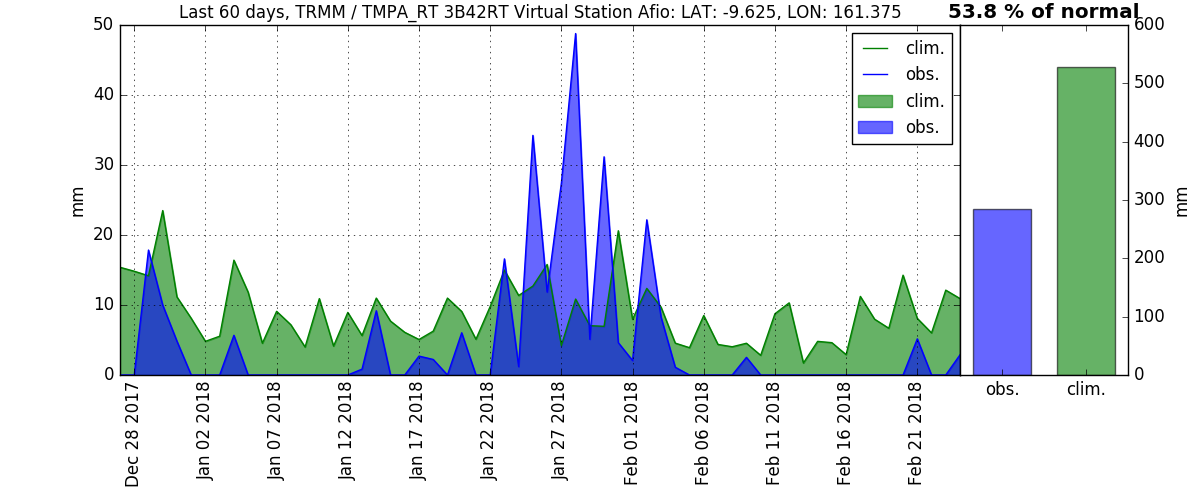 Last 60 days, TRMM / TMPA_RT 3B42RT Virtual Station Afio: LAT: -9.625, LON: 161.375
53.8 % of normal
50
40
30
20
10
0
mm
clim.
obs.
clim.
obs.
600
500
400
300
200
100
0
mm
Dec 28 2017
Jan 02 2018
Jan 07 2018
Jan 12 2018
Jan 17 2018
Jan 22 2018
Jan 27 2018
Feb 01 2018
Feb 06 2018
Feb 11 2018
Feb 16 2018
Feb 21 2018
obs.
clim.